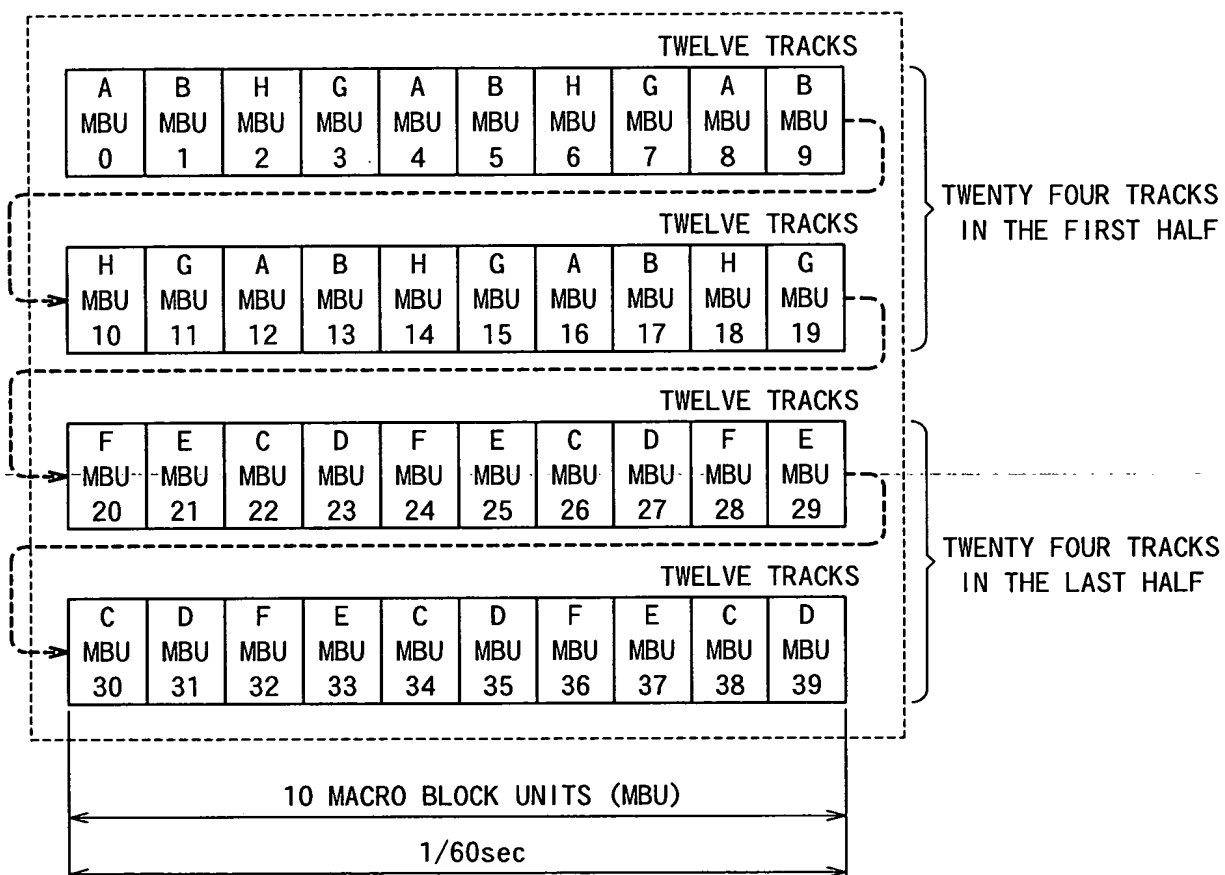 TWELVE TRACKS
A B H G A B H G A B
MBU MBU MBU MBU MBU MBU MBU MBU MBU MBU
0 1 2 3 4 5 6 7 8 9
TWENTY FOUR TRACKS
IN THE FIRST HALF
TWELVE TRACKS
H G A B H G A B H G
MBU MBU MBU MBU MBU MBU MBU MBU MBU MBU
10 11 12 13 14 15 16 17 18 19
TWELVE TRACKS
F E C D F E C D F E
MBU MBU MBU MBU MBU MBU MBU MBU MBU MBU
20 21 22 23 24 25 26 27 28 29
TWENTY FOUR TRACKS
IN THE LAST HALF
TWELVE TRACKS
C D F E C D F E C D
MBU MBU MBU MBU MBU MBU MBU MBU MBU MBU
30 31 32 33 34 35 36 37 38 39
10 MACRO BLOCK UNITS (MBU)
1/60sec